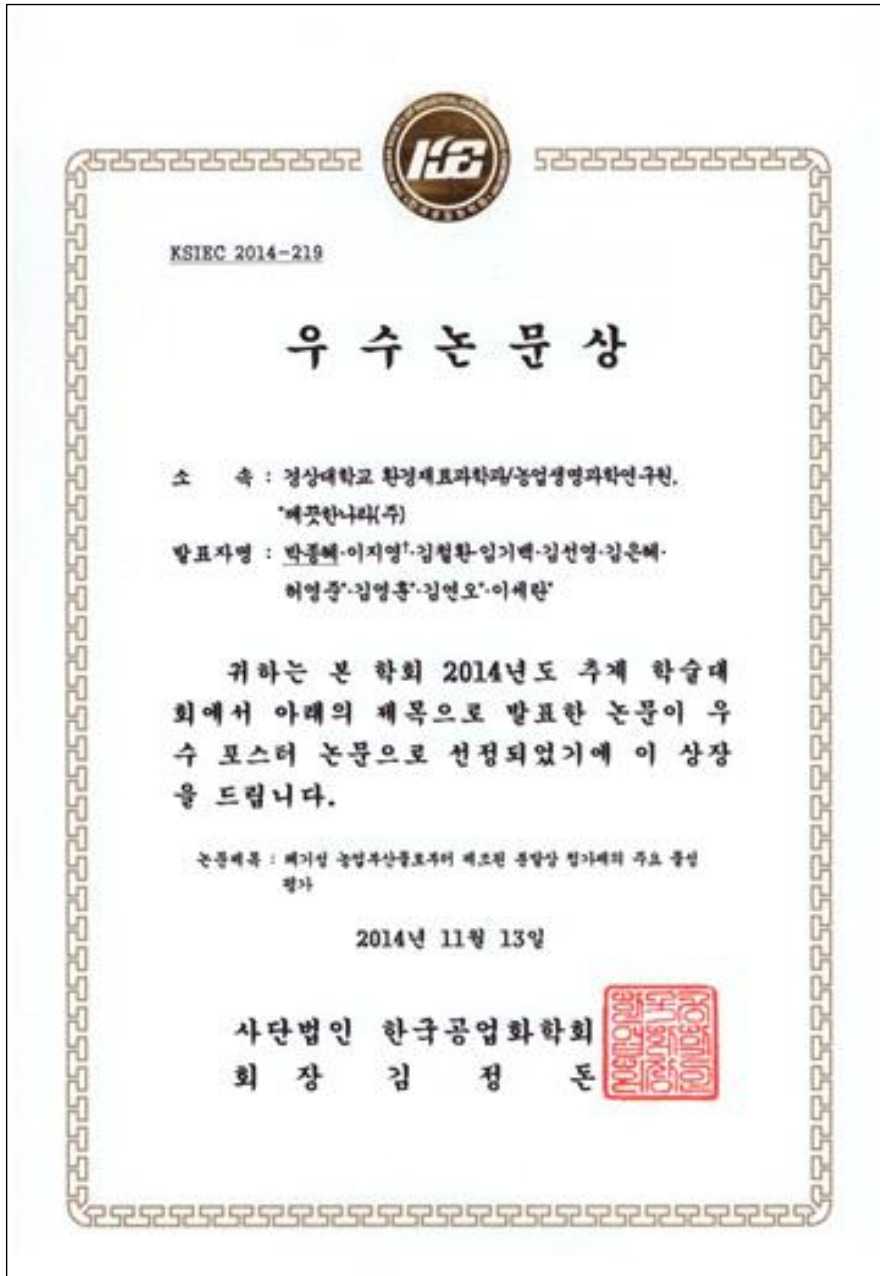 KSIEC 2014-219
우 수 논 문 상
소 속 : 경상대학교 환경재료과학과/농업생명과학연구원,
*깨끗한나라(주)
발표자명 : 박종혜·이지영†·김철환·임기백·김선영·김은혜·
허영준*·김영훈*·김연오*·이세란*
귀하는 본 학회 2014년도 추계 학술대
회에서 아래의 제목으로 발표한 논문이 우
수 포스터 논문으로 선정되었기에 이 상장
을 드립니다.
논문제목 : 폐기성 농업부산물로부터 제조된 분말상 첨가제의 주요 물성
평가
2014년 11월 13일
사단법인 한국공업화학회
회 장 김 정 돈